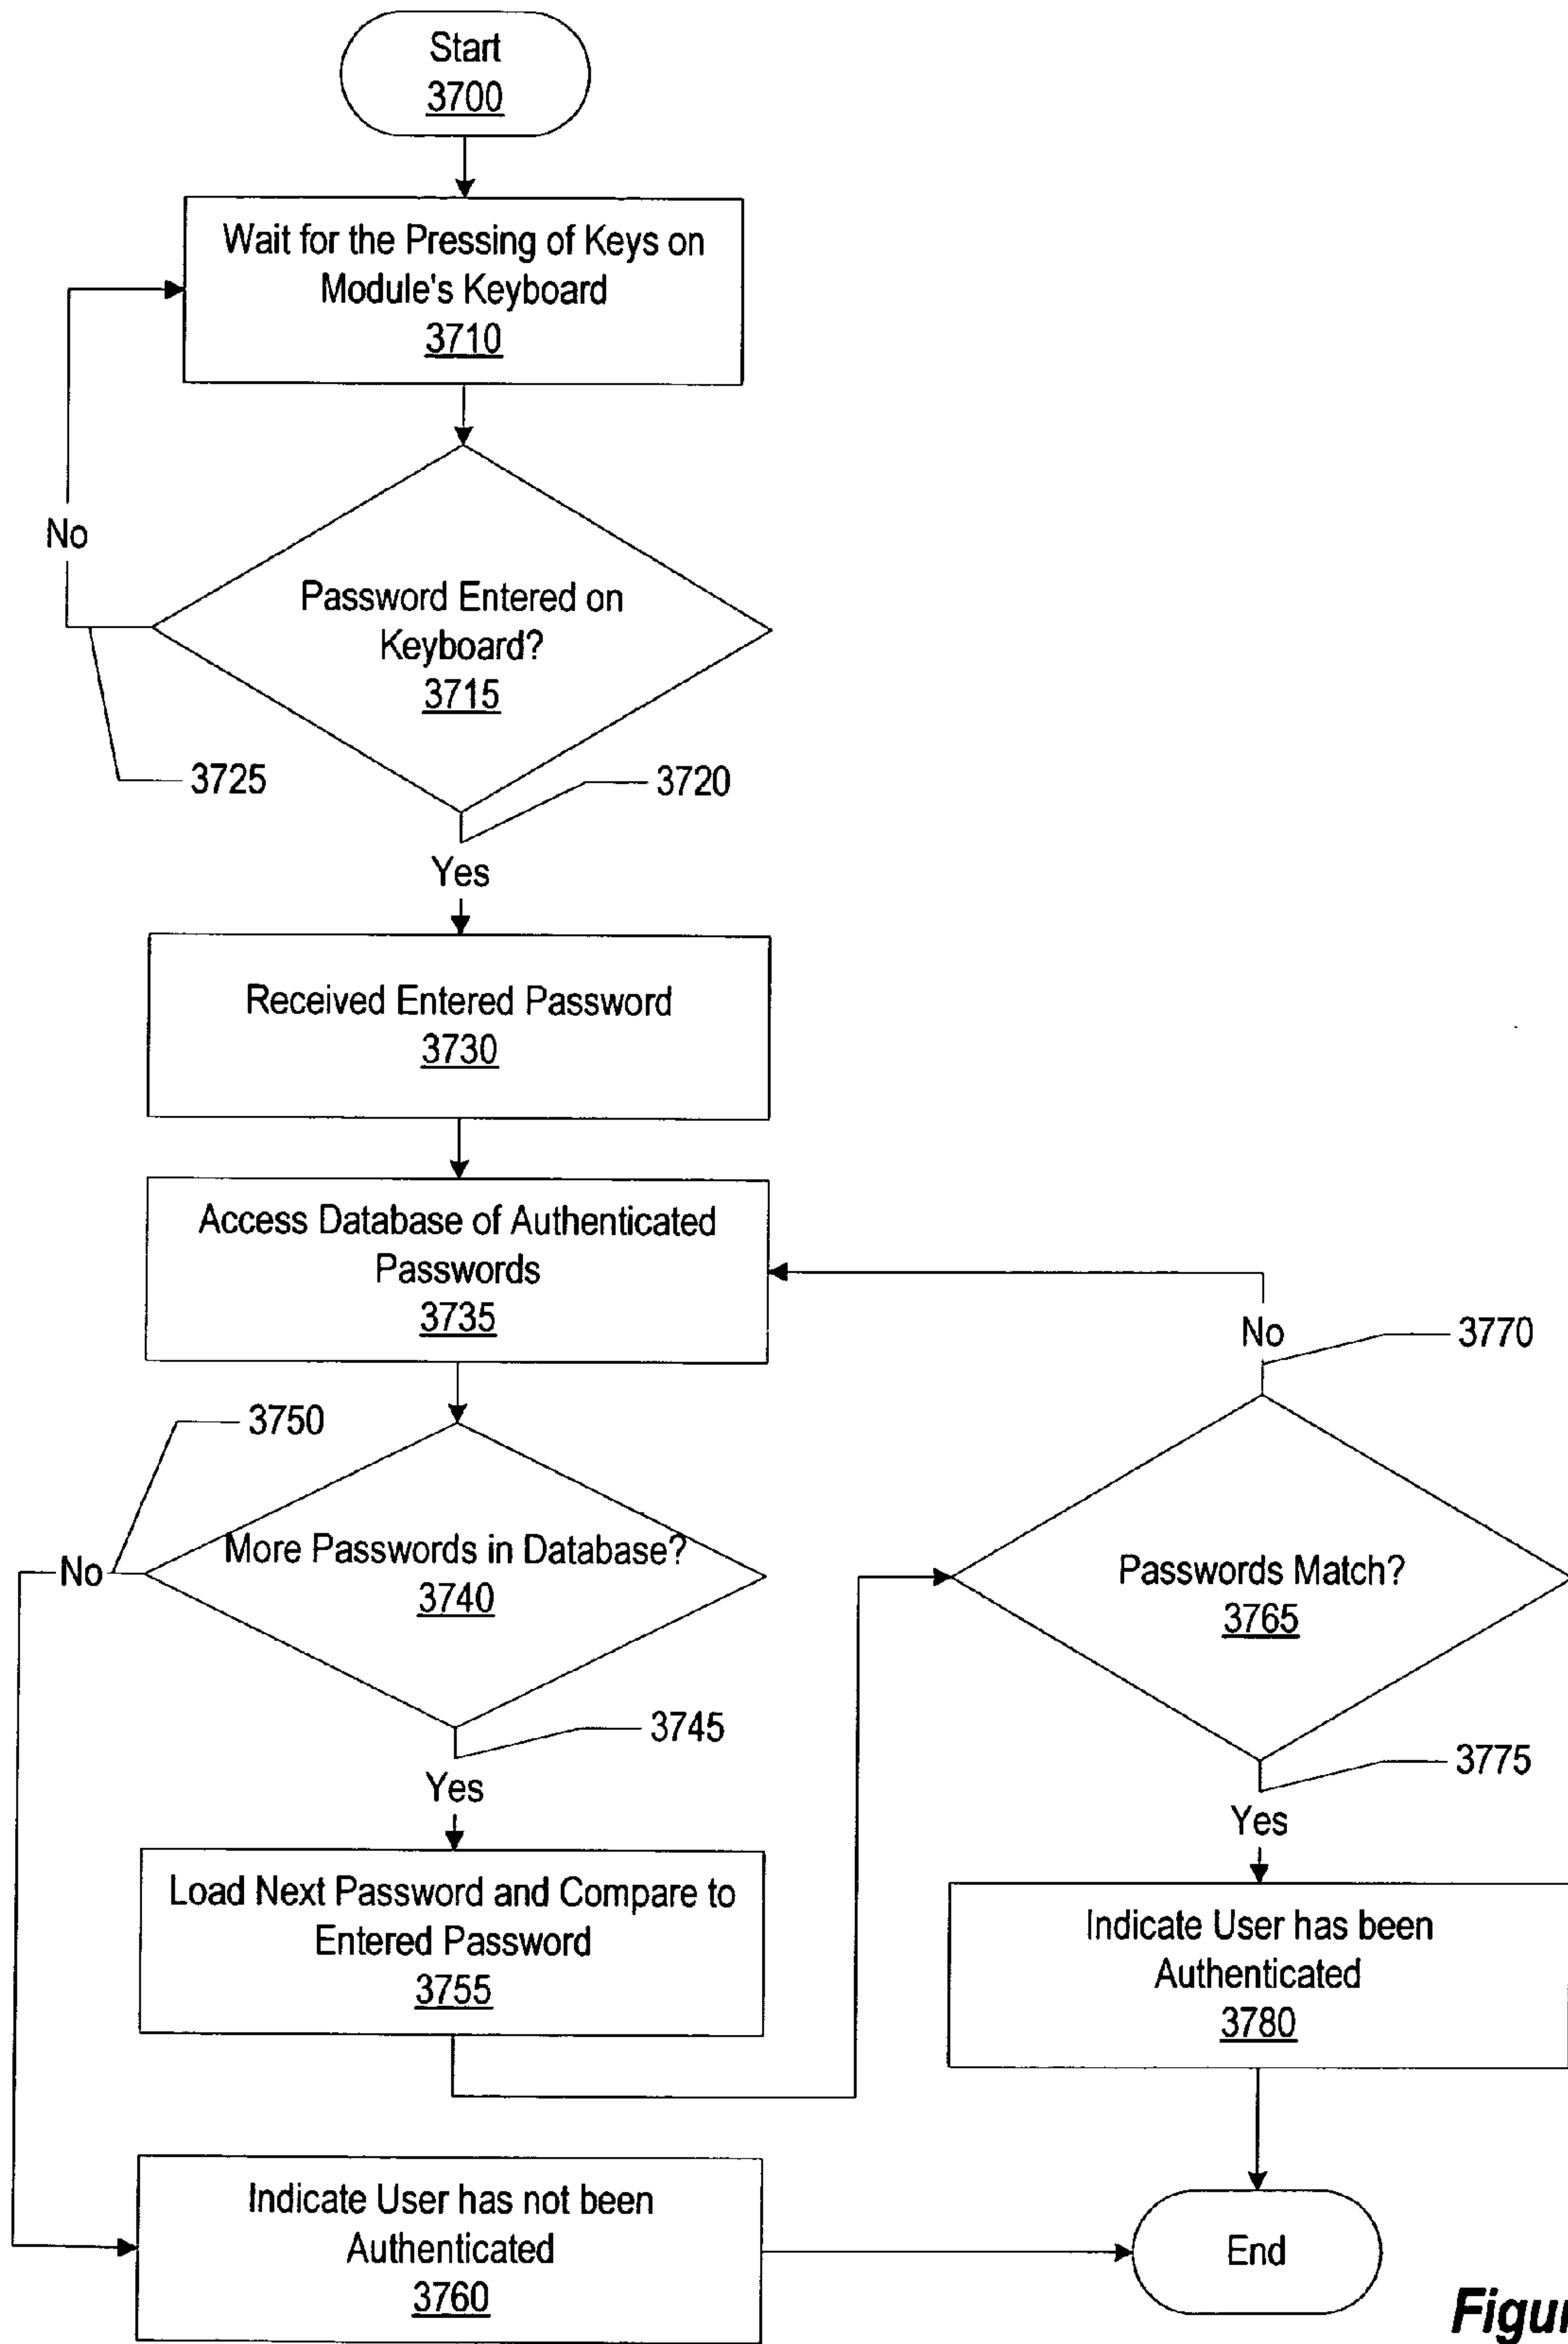 Start
3700
Wait for the Pressing of Keys on
Module's Keyboard
3710
No
Password Entered on
Keyboard?
3715
3725
3720
Yes
Received Entered Password
3730
Access Database of Authenticated
Passwords
3735
No
3770
3750
More Passwords in Database?
3740
No
Passwords Match?
3765
3745
Yes
3775
Yes
Load Next Password and Compare to
Entered Password
3755
Indicate User has been
Authenticated
3780
Indicate User has not been
Authenticated
3760
End